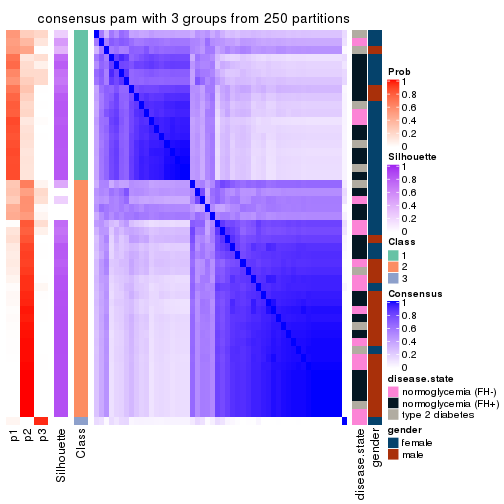 consensus pam with 3 groups from 250 partitions
Prob
1
0.8
0.6
0.4
0.2
0
Silhouette
1
0.8
0.6
0.4
0.2
0
Class
1
2
3
Consensus
1
0.8
0.6
0.4
0.2
0
disease.state
normoglycemia (FH-)
normoglycemia (FH+)
type 2 diabetes
gender
female
male
p1
p2
p3
Silhouette
Class
disease.state
gender